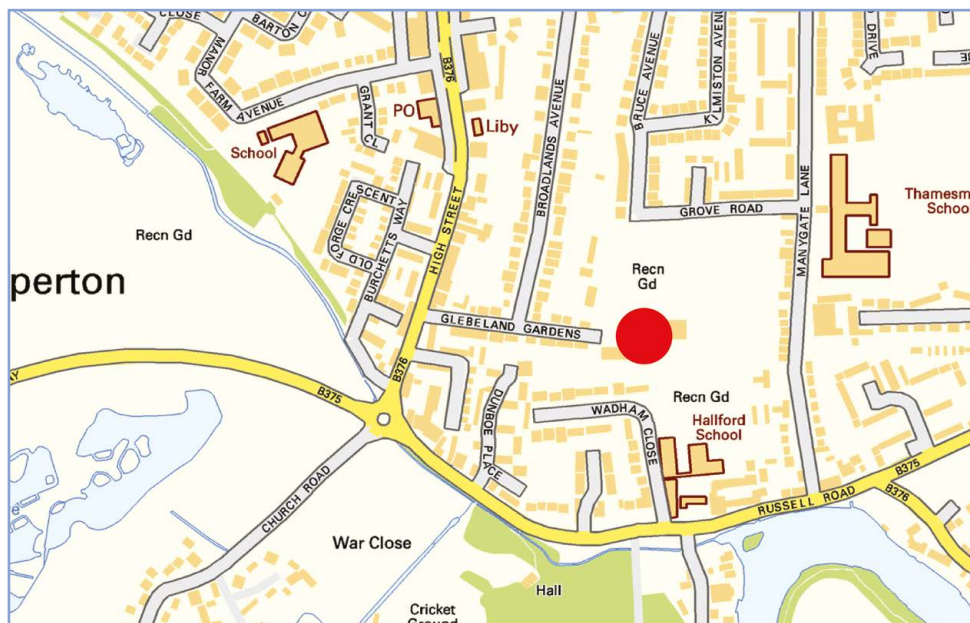 CLOSE
BARTON CL
MANOR FARM AVENUE
GRANT CL
PO
Liby
School
B376
BROADLANDS AVENUE
BRUCE AVENUE
KYLMISTON AVENUE
DRIVE
GROVE ROAD
MANYGATE LANE
Thamesm
School
Recn Gd
perton
OLD FORGE CRESCENT
BURCHETTS WAY
HIGH STREET
Recn
Gd
GLEBELAND GARDENS
B376
B375
DUNBOE PLACE
WADHAM CLOSE
Recn Gd
Hallford
School
CHURCH ROAD
RUSSELL ROAD
B375
B376
War Close
Hall
Cricket
Ground